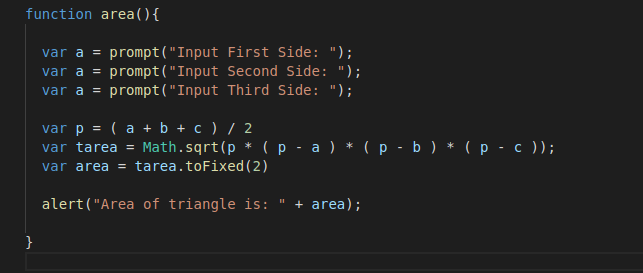 function area(){
var a = prompt("Input First Side: ");
var a = prompt("Input Second Side: ");
var a = prompt("Input Third Side: ");
var p = ( a + b + c ) / 2
var tarea = Math.sqrt(p * ( p - a ) * ( p - b ) * ( p - c ));
var area = tarea.toFixed(2)
alert("Area of triangle is: " + area);
}